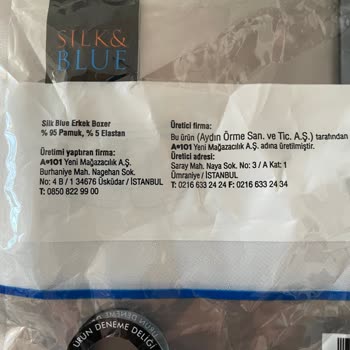 SILK&
BLUE
Silk Blue Erkek Boxer
% 95 Pamuk, % 5 Elastan
Üretimi yaptıran firma:
A101 Yeni Mağazacılık A.Ş.
Burhaniye Mah. Nagehan Sok.
No: 4 B / 1 34676 Üsküdar / İSTANBUL
T: 0850 822 99 00
Üretici firma:
Bu ürün (Aydın Örme San. ve Tic. A.Ş.) tarafından
A101 Yeni Mağazacılık A.Ş. adına üretilmiştir.
Üretici adresi:
Saray Mah. Naya Sok. No: 3 / A Kat: 1
Ümraniye / İSTANBUL
T: 0216 633 24 24 F: 0216 633 24 34
ÜRÜN DENEME DELİĞİ